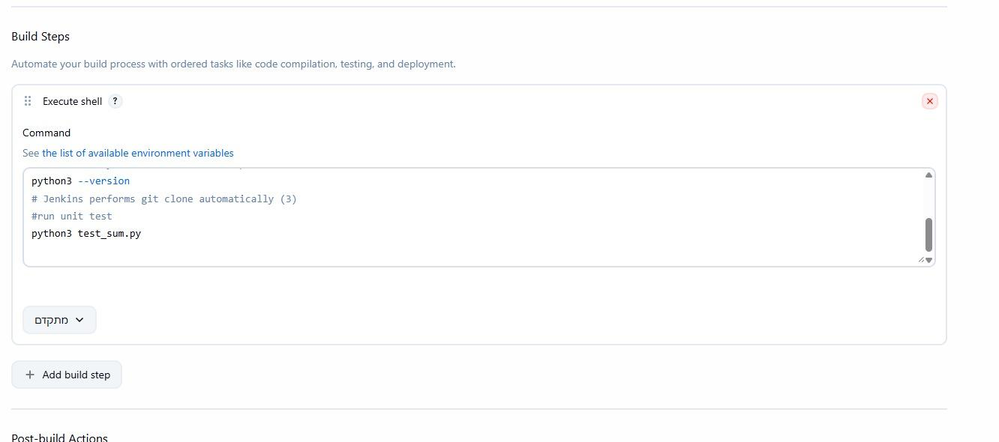 Build Steps
Automate your build process with ordered tasks like code compilation, testing, and deployment.
Execute shell ?
Command
See the list of available environment variables
python3 --version
# Jenkins performs git clone automatically (3)
#run unit test
python3 test_sum.py
מתקדם
Add build step
Post-build Actions